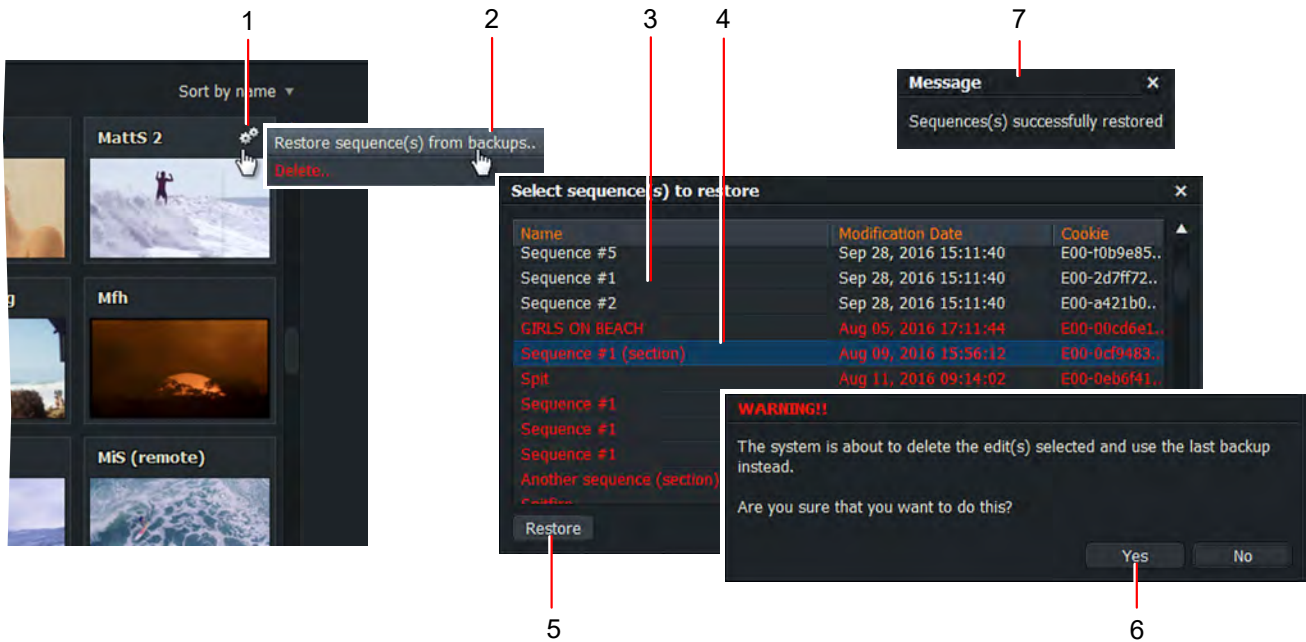 1
2
3
4
7
Sort by name
MattS 2
Restore sequence(s) from backups..
Delete...
Mfh
g
MiS (remote)
Message ×
Sequences(s) successfully restored
Select sequence(s) to restore ×
Name Modification Date Cookie
Sequence #5 Sep 28, 2016 15:11:40 E00-f0b9e85..
Sequence #1 Sep 28, 2016 15:11:40 E00-2d7ff72..
Sequence #2 Sep 28, 2016 15:11:40 E00-a421b0..
GIRLS ON BEACH Aug 05, 2016 17:11:44 E00-00cd6e1..
Sequence #1 (section) Aug 09, 2016 15:56:12 E00-0cf9483..
Spit Aug 11, 2016 09:14:02 E00-0eb6f41..
Sequence #1
Sequence #1
Sequence #1
Another sequence (section)
Restore
WARNING!!
The system is about to delete the edit(s) selected and use the last backup
instead.
Are you sure that you want to do this?
Yes No
5
6